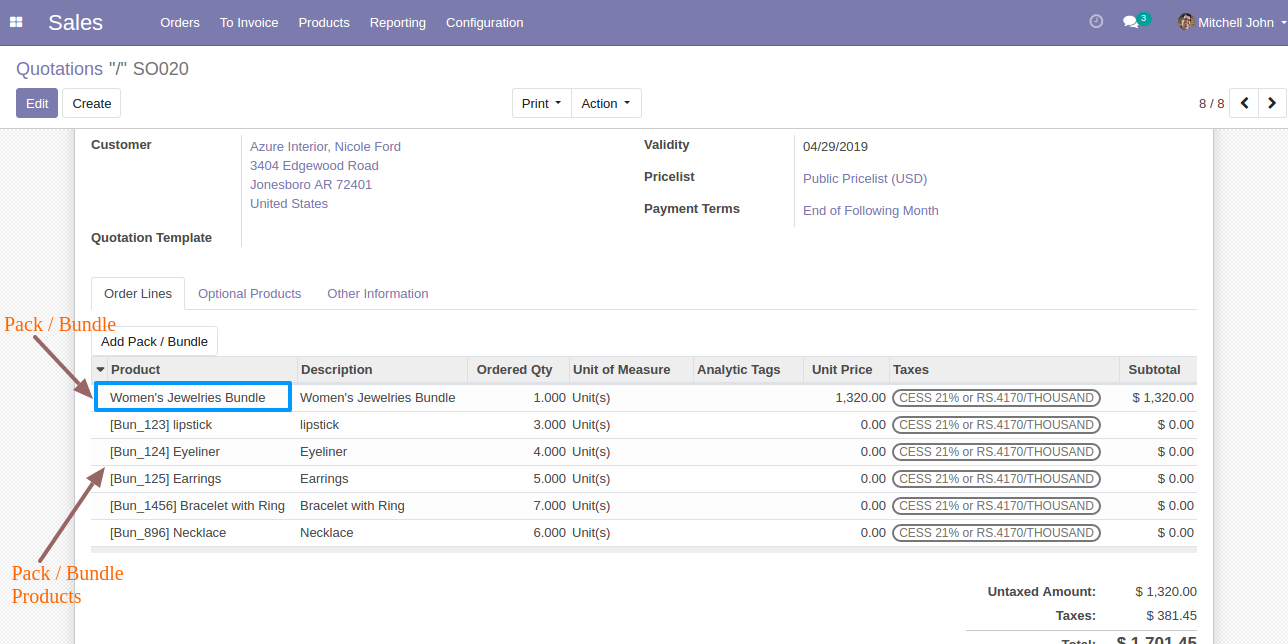 Sales Orders To Invoice Products Reporting Configuration 3 Mitchell John
Quotations "/" SO020
Edit Create Print Action 8 / 8
Customer Azure Interior, Nicole Ford Validity 04/29/2019
3404 Edgewood Road
Jonesboro AR 72401 Pricelist Public Pricelist (USD)
United States
Payment Terms End of Following Month
Quotation Template
Order Lines Optional Products Other Information
Pack / Bundle
Add Pack / Bundle
Product Description Ordered Qty Unit of Measure Analytic Tags Unit Price Taxes Subtotal
Women's Jewelries Bundle Women's Jewelries Bundle 1.000 Unit(s) 1,320.00 CESS 21% or RS.4170/THOUSAND $ 1,320.00
[Bun_123] lipstick lipstick 3.000 Unit(s) 0.00 CESS 21% or RS.4170/THOUSAND $ 0.00
[Bun_124] Eyeliner Eyeliner 4.000 Unit(s) 0.00 CESS 21% or RS.4170/THOUSAND $ 0.00
[Bun_125] Earrings Earrings 5.000 Unit(s) 0.00 CESS 21% or RS.4170/THOUSAND $ 0.00
[Bun_1456] Bracelet with Ring Bracelet with Ring 7.000 Unit(s) 0.00 CESS 21% or RS.4170/THOUSAND $ 0.00
[Bun_896] Necklace Necklace 6.000 Unit(s) 0.00 CESS 21% or RS.4170/THOUSAND $ 0.00
Pack / Bundle
Products
Untaxed Amount: $ 1,320.00
Taxes: $ 381.45
Total: $ 1,701.45